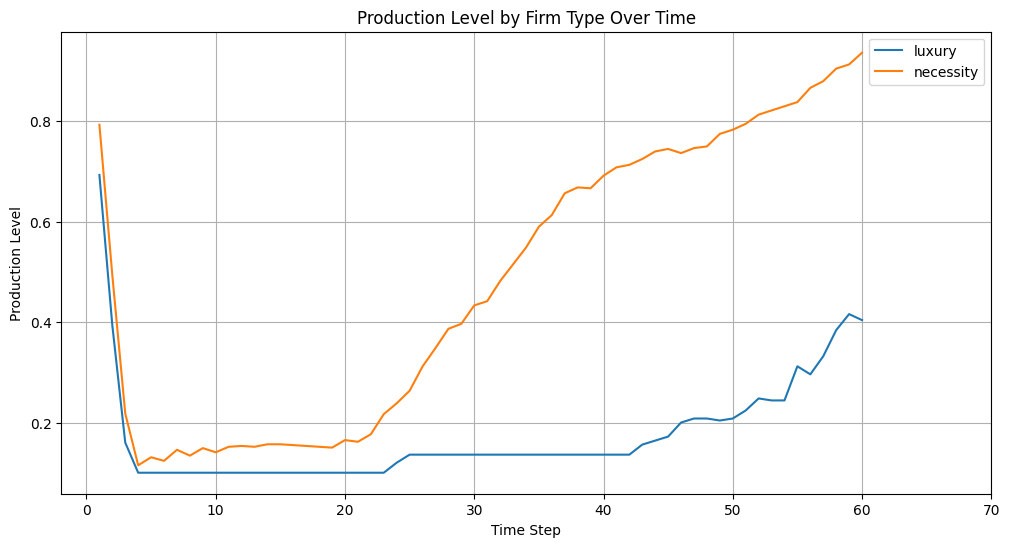 Production Level by Firm Type Over Time
luxury
necessity
Production Level
0.8
0.6
0.4
0.2
0 10 20 30 40 50 60 70
Time Step